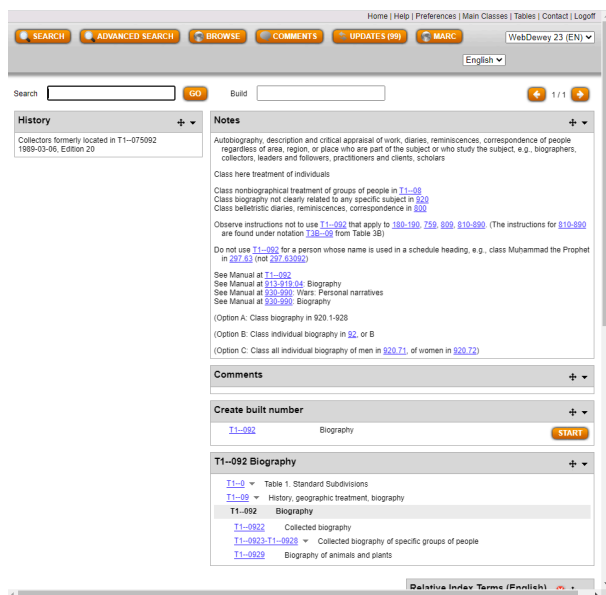 Home | Help | Preferences | Main Classes | Tables | Contact | Logoff
SEARCH ADVANCED SEARCH BROWSE COMMENTS UPDATES (99) MARC WebDewey 23 (EN)
English
Search GO Build 1/1
History
Collectors formerly located in T1--075092
1989-03-06, Edition 20
Notes
Autobiography, description and critical appraisal of work, diaries, reminiscences, correspondence of people
regardless of area, region, or place who are part of the subject or who study the subject, e.g., biographers,
collectors, leaders and followers, practitioners and clients, scholars
Class here treatment of individuals
Class nonbiographical treatment of groups of people in T1--08
Class biography not clearly related to any specific subject in 920
Class belletristic diaries, reminiscences, correspondence in 800
Observe instructions not to use T1--092 that apply to 180-190, 759, 809, 810-890. (The instructions for 810-890
are found under notation T3B--09 from Table 3B)
Do not use T1--092 for a person whose name is used in a schedule heading, e.g., class Muhammad the Prophet
in 297.63 (not 297.63092)
See Manual at T1--092
See Manual at 913-919:04: Biography
See Manual at 930-990: Wars: Personal narratives
See Manual at 930-990: Biography
(Option A: Class biography in 920.1-928
(Option B: Class individual biography in 92, or B
(Option C: Class all individual biography of men in 920.71, of women in 920.72)
Comments
Create built number
T1--092 Biography START
T1--092 Biography
T1--0 Table 1. Standard Subdivisions
T1--09 History, geographic treatment, biography
T1--092 Biography
T1--0922 Collected biography
T1--0923-T1--0928 Collected biography of specific groups of people
T1--0929 Biography of animals and plants
Relative Index Terms (English)